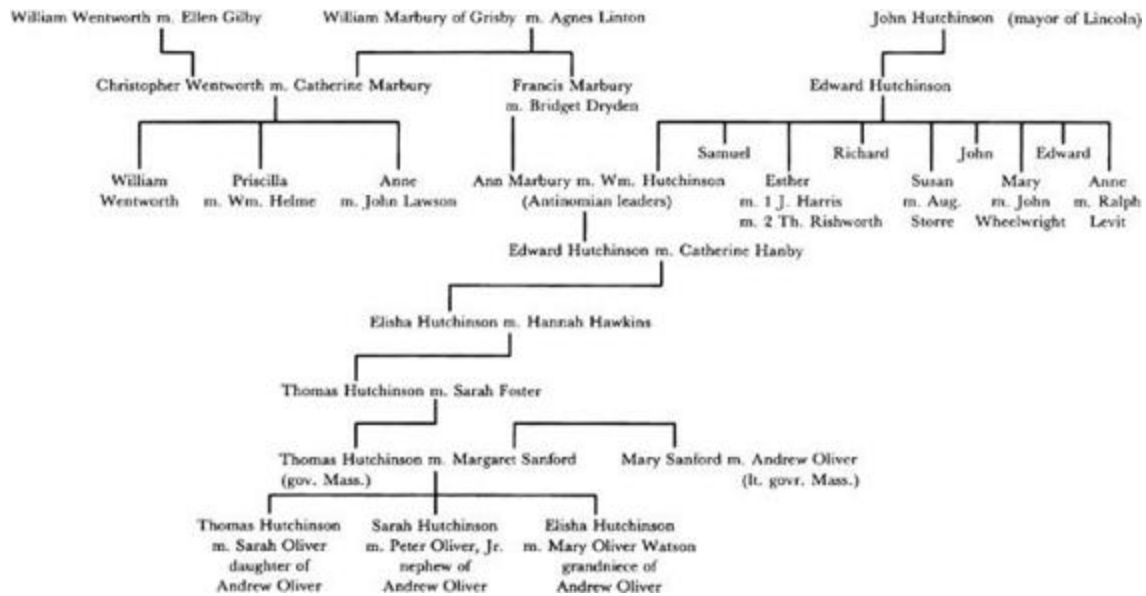 William Wentworth m. Ellen Gilby
William Marbury of Grisby m. Agnes Linton
John Hutchinson (mayor of Lincoln)
Christopher Wentworth m. Catherine Marbury
Francis Marbury
m. Bridget Dryden
Edward Hutchinson
William
Wentworth
Priscilla
m. Wm. Helme
Anne
m. John Lawson
Ann Marbury m. Wm. Hutchinson
(Antinomian leaders)
Samuel
Esther
m. 1 J. Harris
m. 2 Th. Rishworth
Richard
Susan
m. Aug.
Storre
John
Mary
m. John
Wheelwright
Edward
Anne
m. Ralph
Levit
Edward Hutchinson m. Catherine Hanby
Elisha Hutchinson m. Hannah Hawkins
Thomas Hutchinson m. Sarah Foster
Thomas Hutchinson m. Margaret Sanford
(gov. Mass.)
Mary Sanford m. Andrew Oliver
(lt. govr. Mass.)
Thomas Hutchinson
m. Sarah Oliver
daughter of
Andrew Oliver
Sarah Hutchinson
m. Peter Oliver, Jr.
nephew of
Andrew Oliver
Elisha Hutchinson
m. Mary Oliver Watson
grandniece of
Andrew Oliver